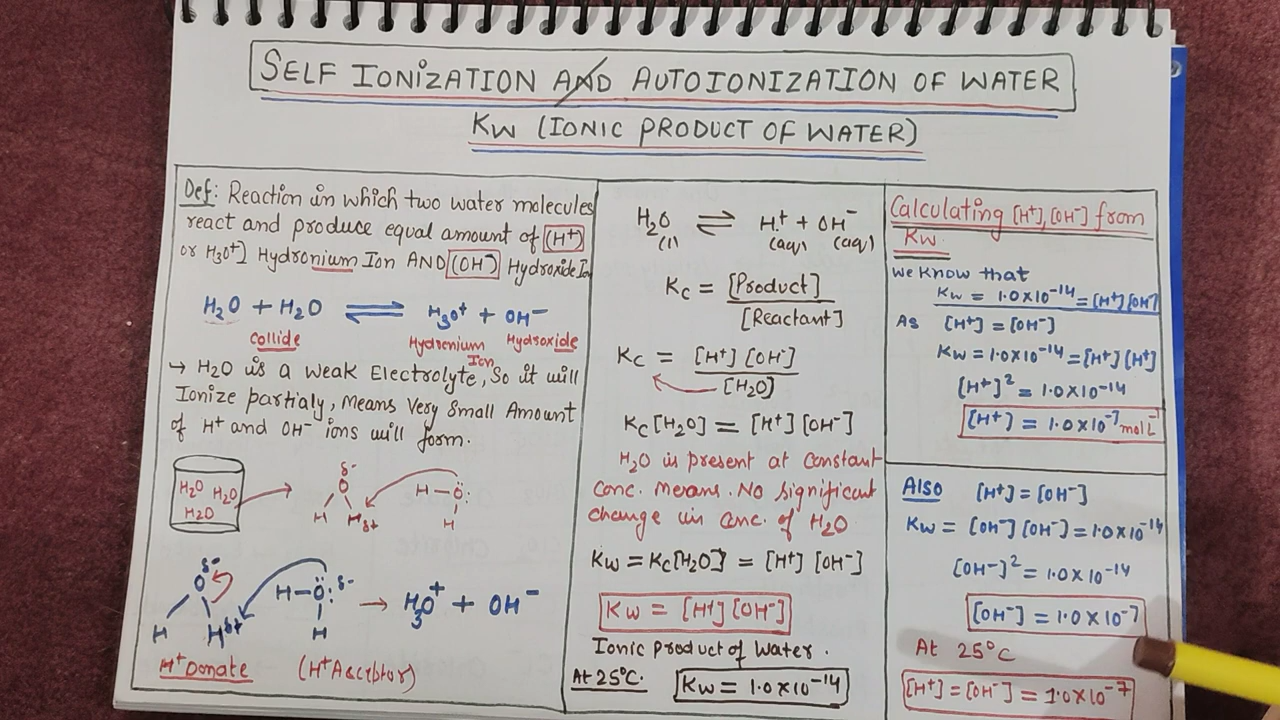 SELF IONIZATION AND AUTOIONIZATION OF WATER
KW (IONIC PRODUCT OF WATER)
Def: Reaction in which two water molecules
react and produce equal amount of (H+)
or H3O+] Hydronium Ion AND (OH-) Hydroxide Ion
H2O + H2O ⇌ H3O+ + OH-
Collide Hydronium Ion Hydroxide
→ H2O is a weak Electrolyte, So it will
Ionize partialy, Means Very Small Amount
of H+ and OH- ions will form.
H2O H2O
H2O
δ-
O
H Hδ+
H—O:
H
δ-
O
H Hδ+
H—O: δ-
H
→ H3O+ + OH-
H+ Donate (H+ Acceptor)
H2O(l) ⇌ H+(aq) + OH-(aq)
Kc = [Product]
[Reactant]
Kc = [H+] [OH-]
[H2O]
Kc[H2O] = [H+] [OH-]
H2O is present at constant
conc. Means. No significant
change in conc. of H2O
Kw = Kc[H2O] = [H+] [OH-]
Kw = [H+] [OH-]
Ionic product of water.
At 25°C. Kw = 1.0×10-14
Calculating [H+], [OH-] from
Kw.
we know that
Kw = 1.0×10-14 = [H+] [OH-]
As [H+] = [OH-]
Kw = 1.0×10-14 = [H+] [H+]
[H+]2 = 1.0×10-14
[H+] = 1.0×10-7 mol L-1
Also [H+] = [OH-]
Kw = [OH-] [OH-] = 1.0×10-14
[OH-]2 = 1.0×10-14
[OH-] = 1.0×10-7
At 25°C
[H+] = [OH-] = 1.0×10-7